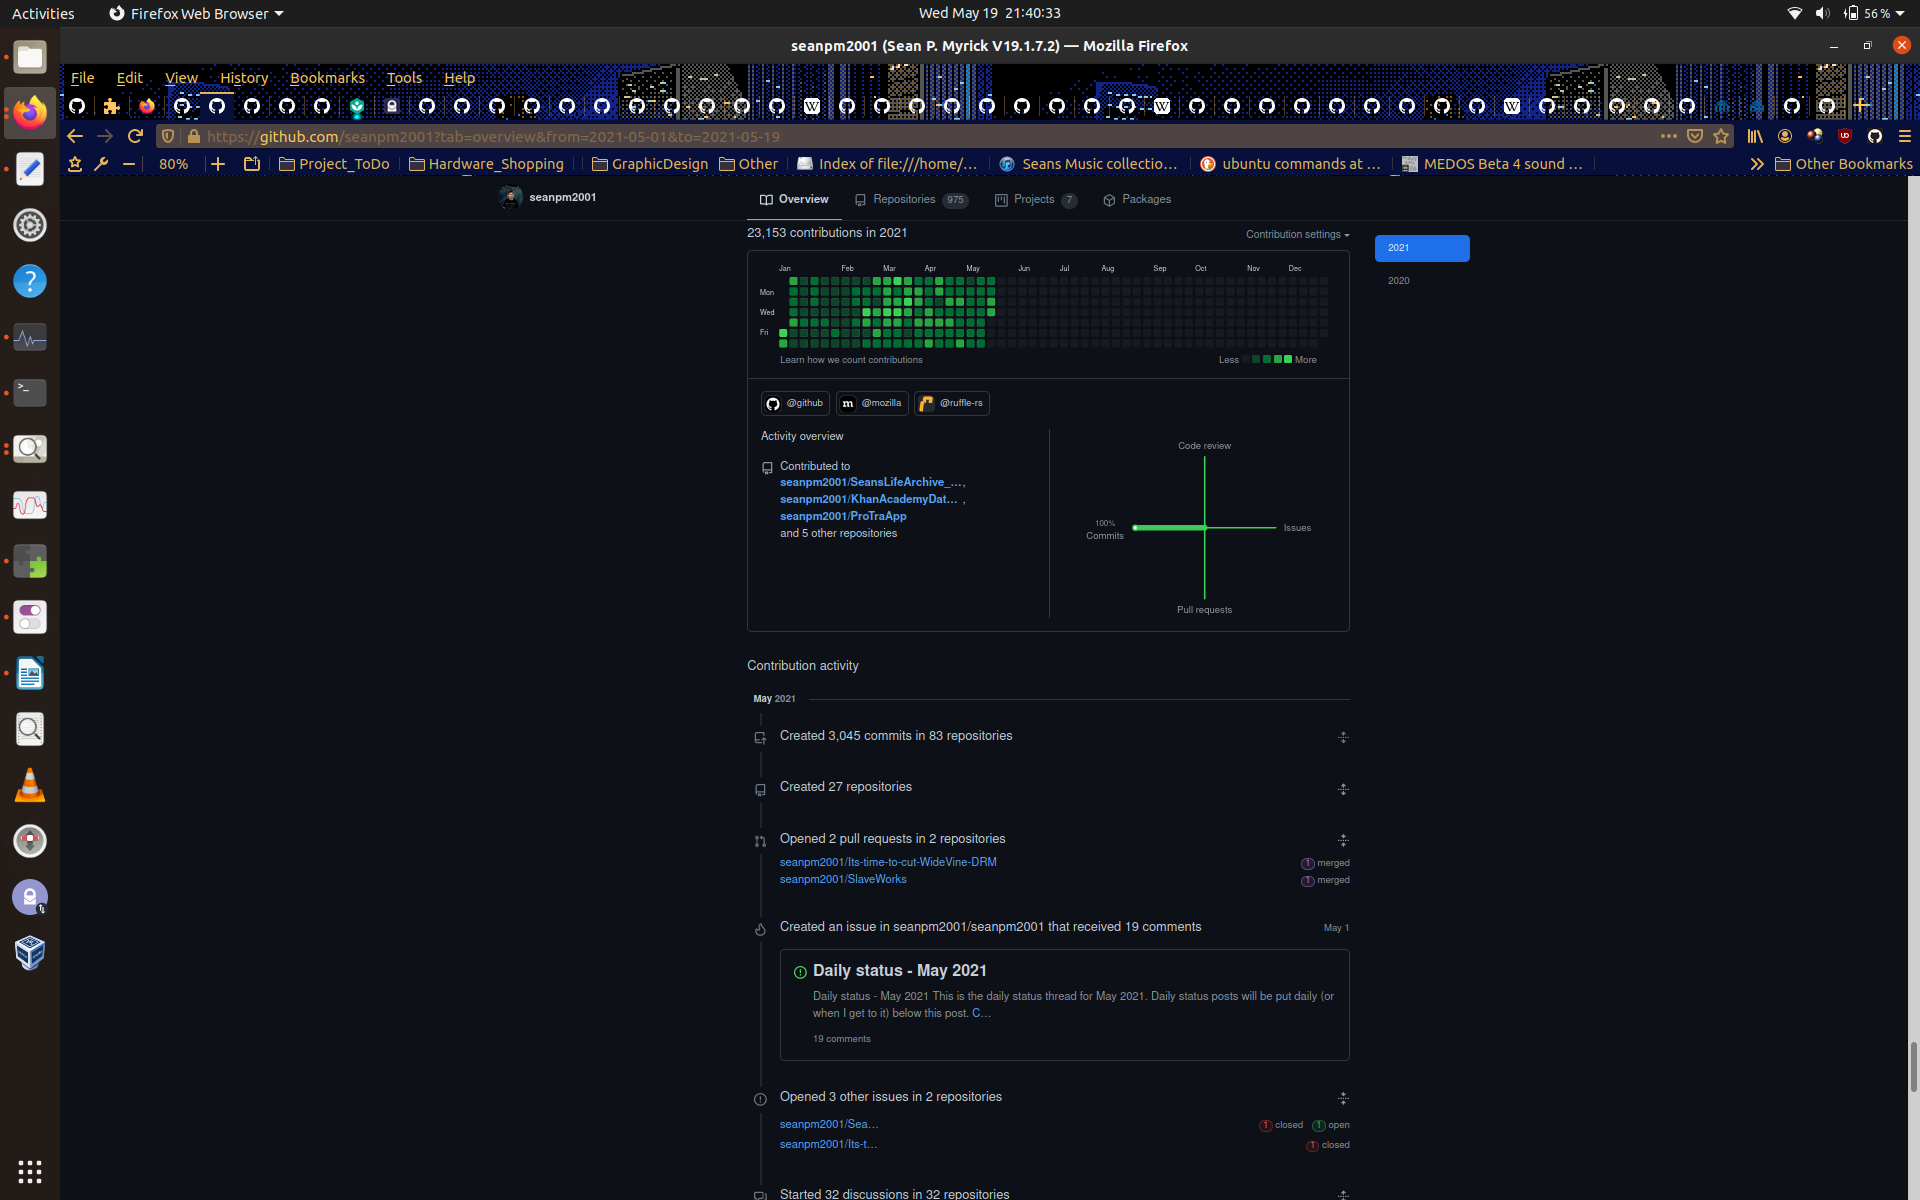 Activities
Firefox Web Browser
Wed May 19 21:40:33
56 %
seanpm2001 (Sean P. Myrick V19.1.7.2) — Mozilla Firefox
File Edit View History Bookmarks Tools Help
https://github.com/seanpm2001?tab=overview&from=2021-05-01&to=2021-05-19
80%
Project_ToDo
Hardware_Shopping
GraphicDesign
Other
Index of file:///home/...
Seans Music collectio...
ubuntu commands at ...
MEDOS Beta 4 sound ...
Other Bookmarks
seanpm2001
Overview
Repositories 975
Projects 7
Packages
23,153 contributions in 2021
Contribution settings
2021
2020
Jan Feb Mar Apr May Jun Jul Aug Sep Oct Nov Dec
Mon
Wed
Fri
Learn how we count contributions
Less More
@github
@mozilla
@ruffle-rs
Activity overview
Contributed to
seanpm2001/SeansLifeArchive_...,
seanpm2001/KhanAcademyDat... ,
seanpm2001/ProTraApp
and 5 other repositories
Code review
100%
Commits
Issues
Pull requests
Contribution activity
May 2021
Created 3,045 commits in 83 repositories
Created 27 repositories
Opened 2 pull requests in 2 repositories
seanpm2001/Its-time-to-cut-WideVine-DRM
1 merged
seanpm2001/SlaveWorks
1 merged
Created an issue in seanpm2001/seanpm2001 that received 19 comments
May 1
Daily status - May 2021
Daily status - May 2021 This is the daily status thread for May 2021. Daily status posts will be put daily (or
when I get to it) below this post. C...
19 comments
Opened 3 other issues in 2 repositories
seanpm2001/Sea...
1 closed 1 open
seanpm2001/Its-t...
1 closed
Started 32 discussions in 32 repositories